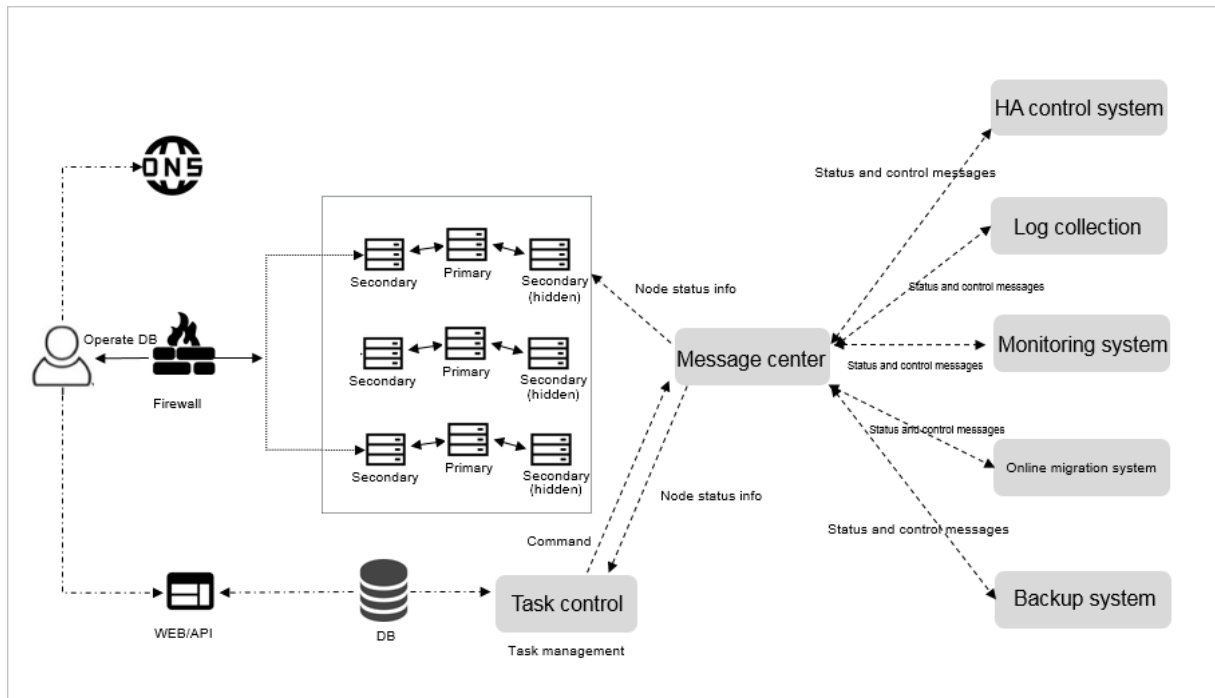 HA control system
DNS
Status and control messages
Log collection
Secondary
Primary
Secondary
(hidden)
Node status info
Status and control messages
Operate DB
Firewall
Secondary
Primary
Secondary
(hidden)
Message center
Monitoring system
Status and control messages
Secondary
Primary
Secondary
(hidden)
Status and control messages
Online migration system
Node status info
Status and control messages
Command
WEB/API
DB
Task control
Task management
Backup system